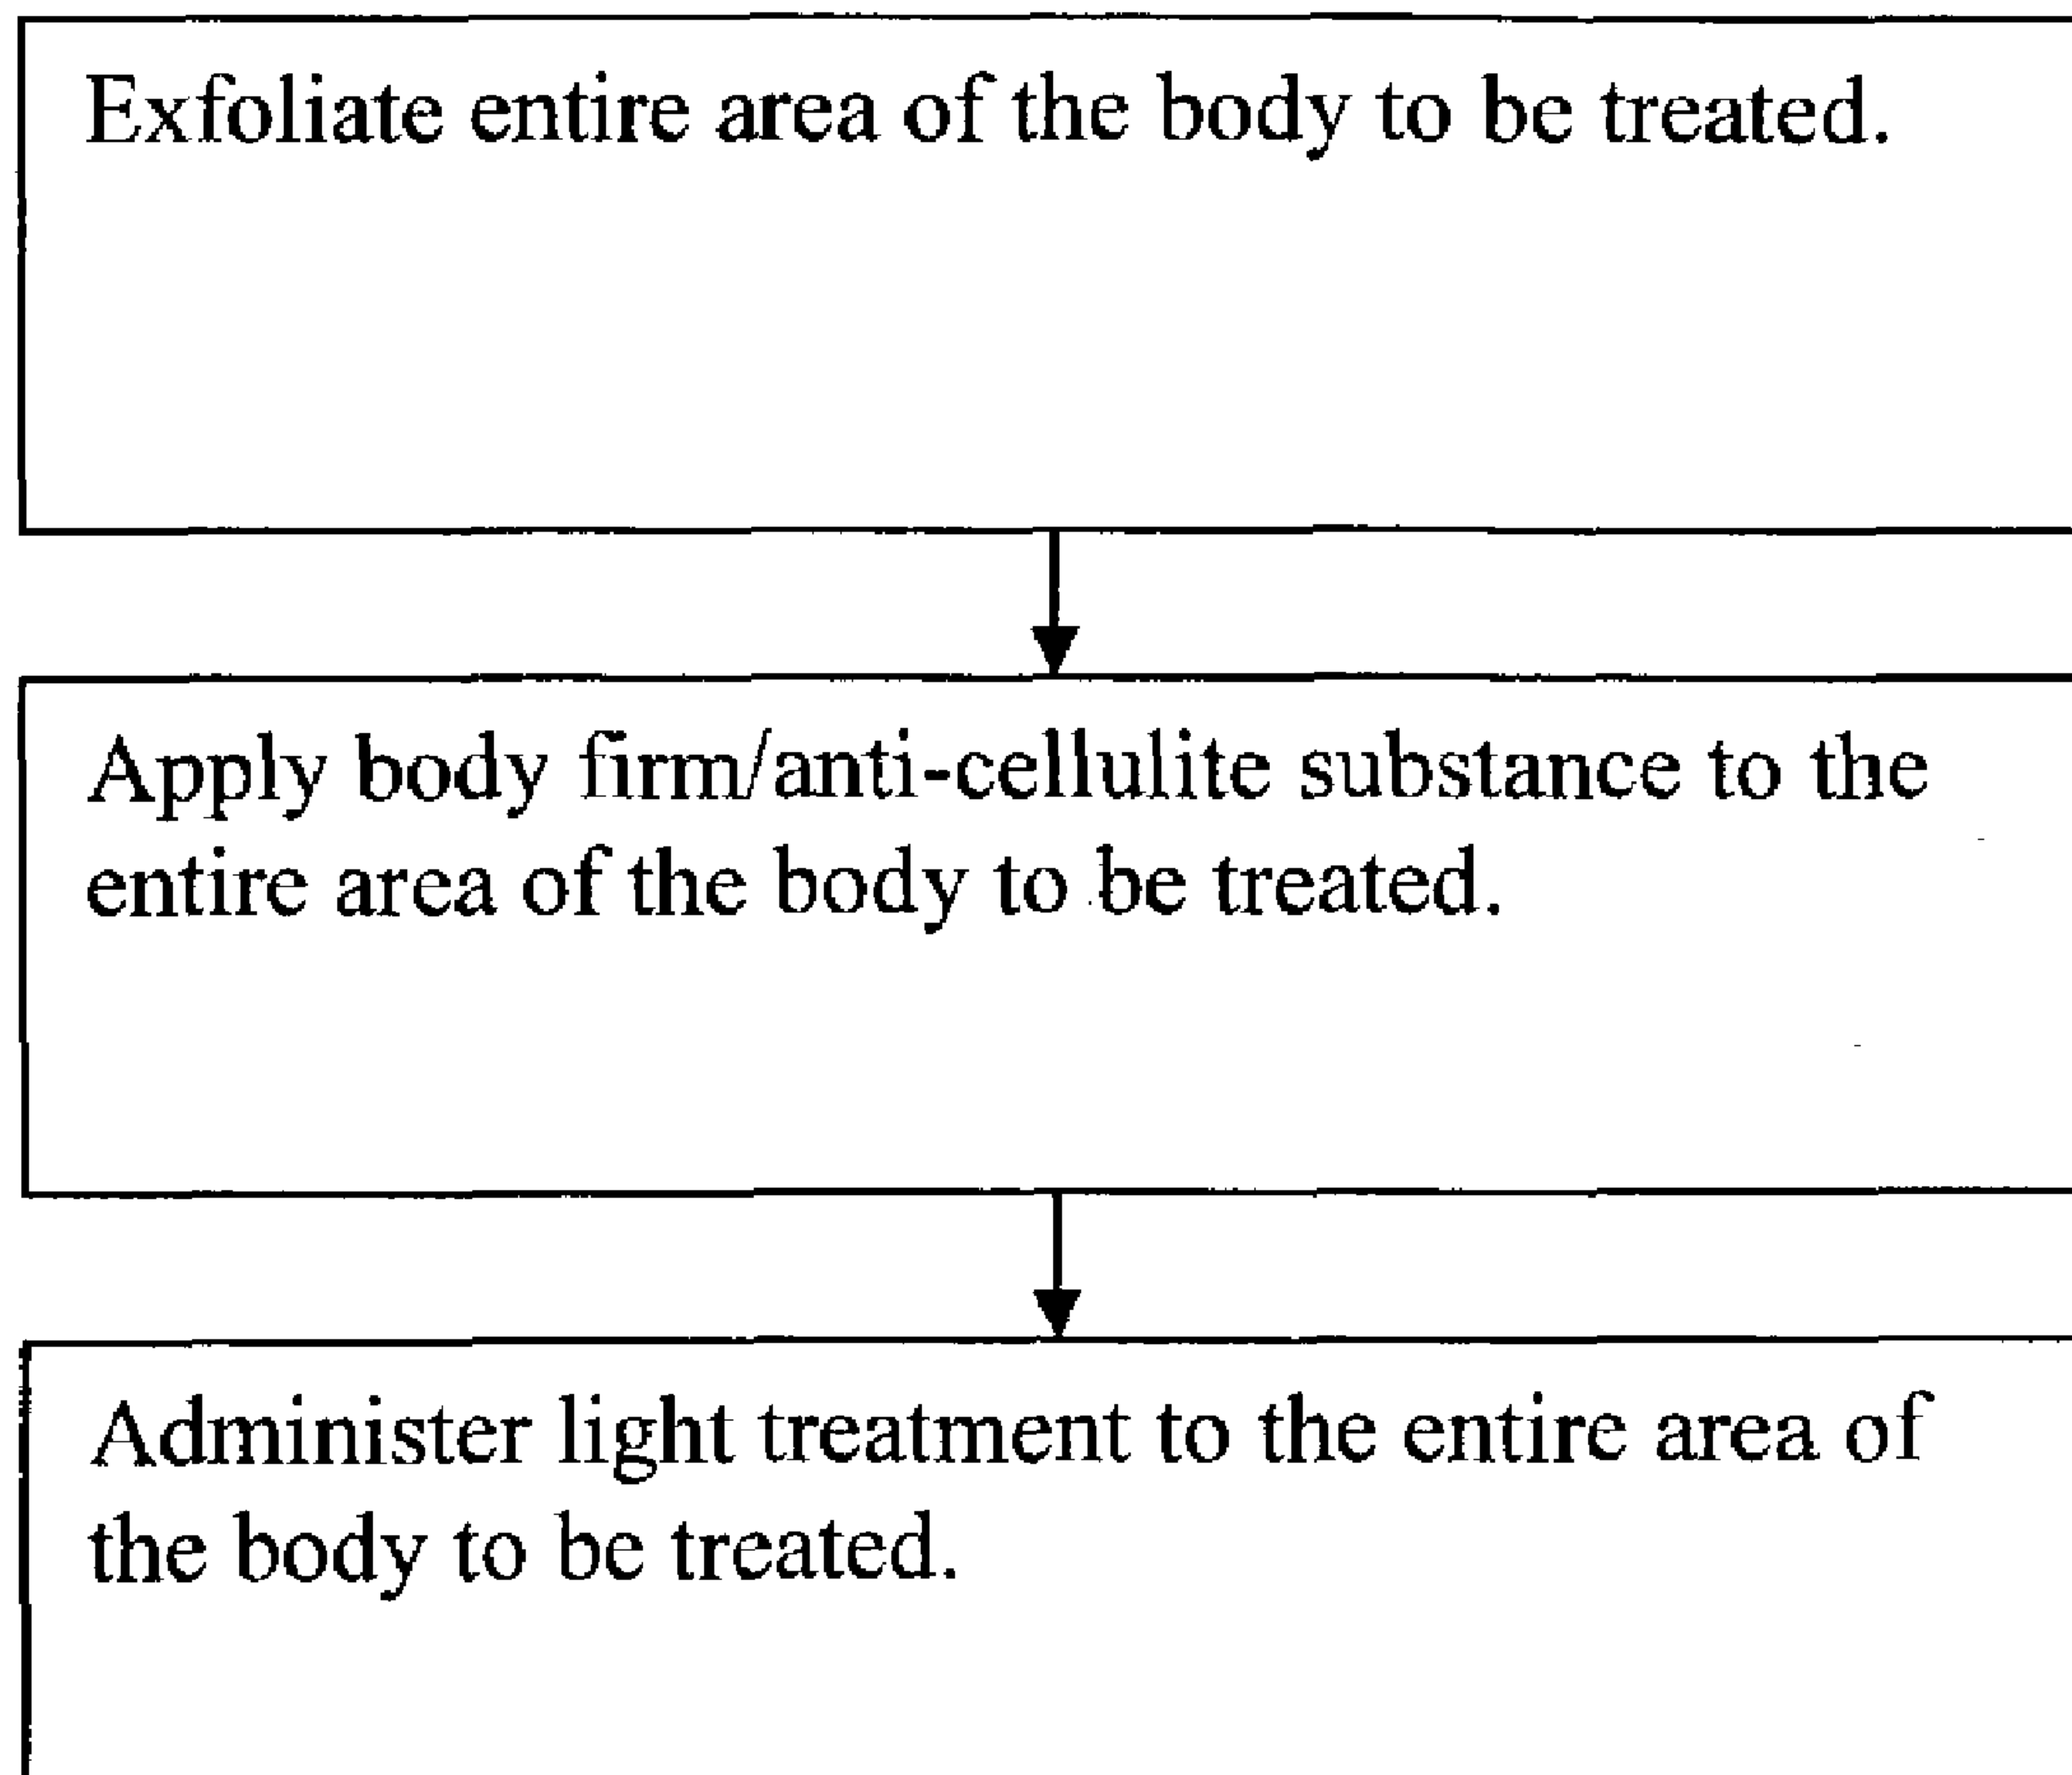 Exfoliate entire area of the body to be treated.
Apply body firm/anti-cellulite substance to the
entire area of the body to be treated.
Administer light treatment to the entire area of
the body to be treated.